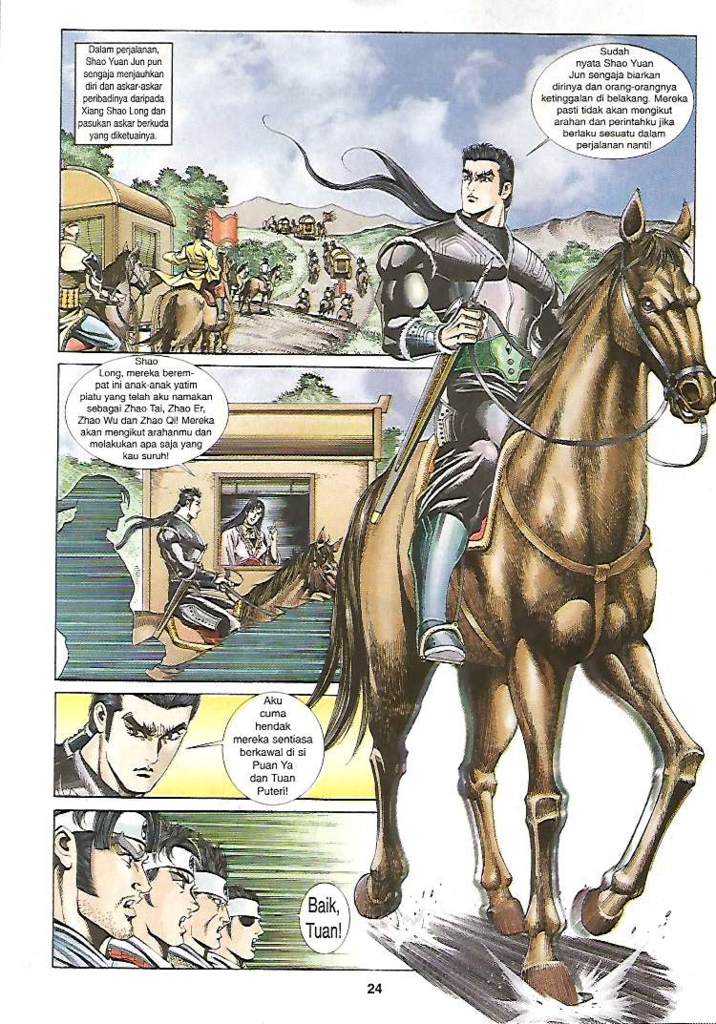 Dalam perjalanan,
Shao Yuan Jun pun
sengaja menjauhkan
diri dan askar-askar
peribadinya daripada
Xiang Shao Long dan
pasukan askar berkuda
yang diketuainya.
Sudah
nyata Shao Yuan
Jun sengaja biarkan
dirinya dan orang-orangnya
ketinggalan di belakang. Mereka
pasti tidak akan mengikut
arahan dan perintahku jika
berlaku sesuatu dalam
perjalanan nanti!
Shao
Long, mereka berem-
pat ini anak-anak yatim
piatu yang telah aku namakan
sebagai Zhao Tai, Zhao Er,
Zhao Wu dan Zhao Qi! Mereka
akan mengikut arahanmu dan
melakukan apa saja yang
kau suruh!
Aku
cuma
hendak
mereka sentiasa
berkawal di si
Puan Ya
dan Tuan
Puteri!
Baik,
Tuan!
24